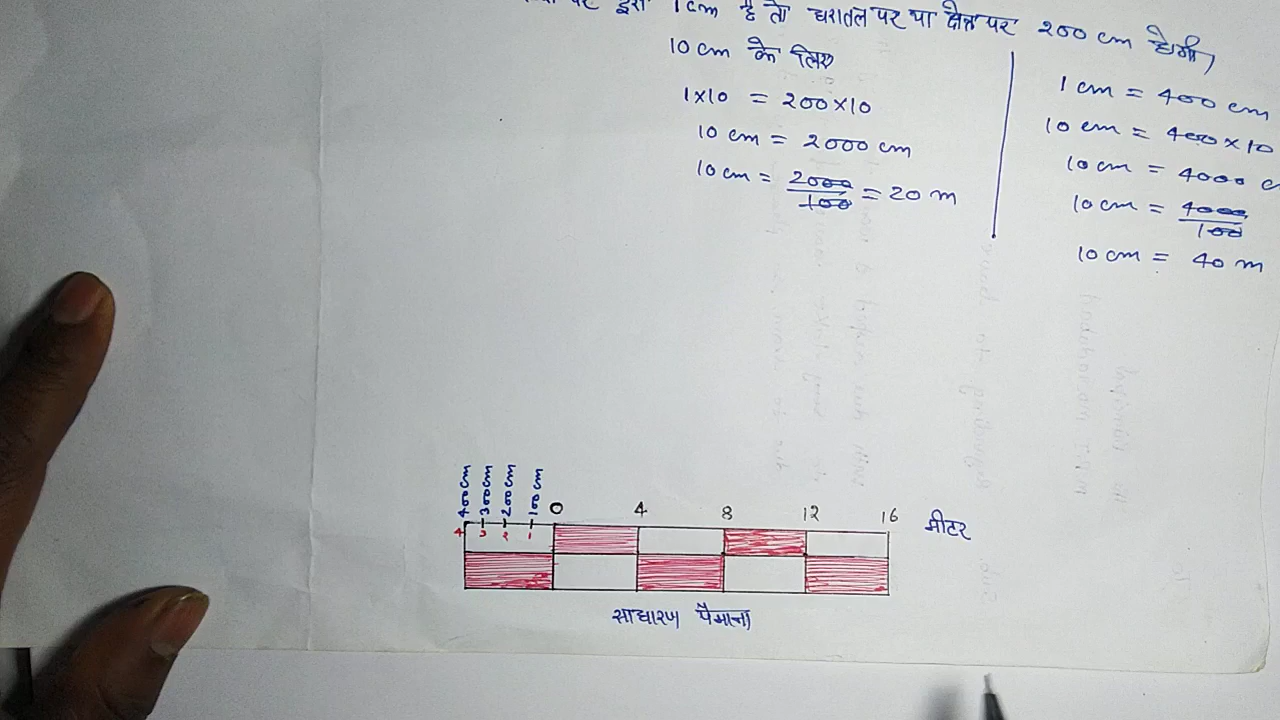 पर दूरी 1cm है तो धरातल पर या क्षेत्र पर 200 cm होगी,
10 cm के लिए
1×10 = 200×10
10 cm = 2000 cm
10 cm = 2000/100 = 20 m
1 cm = 400 cm
10 cm = 400×10
10 cm = 4000 c
10 cm = 4000/100
10 cm = 40 m
400cm 300cm 200cm 100cm 0 4 8 12 16 मीटर
4 3 2 1
साधारण पैमाना